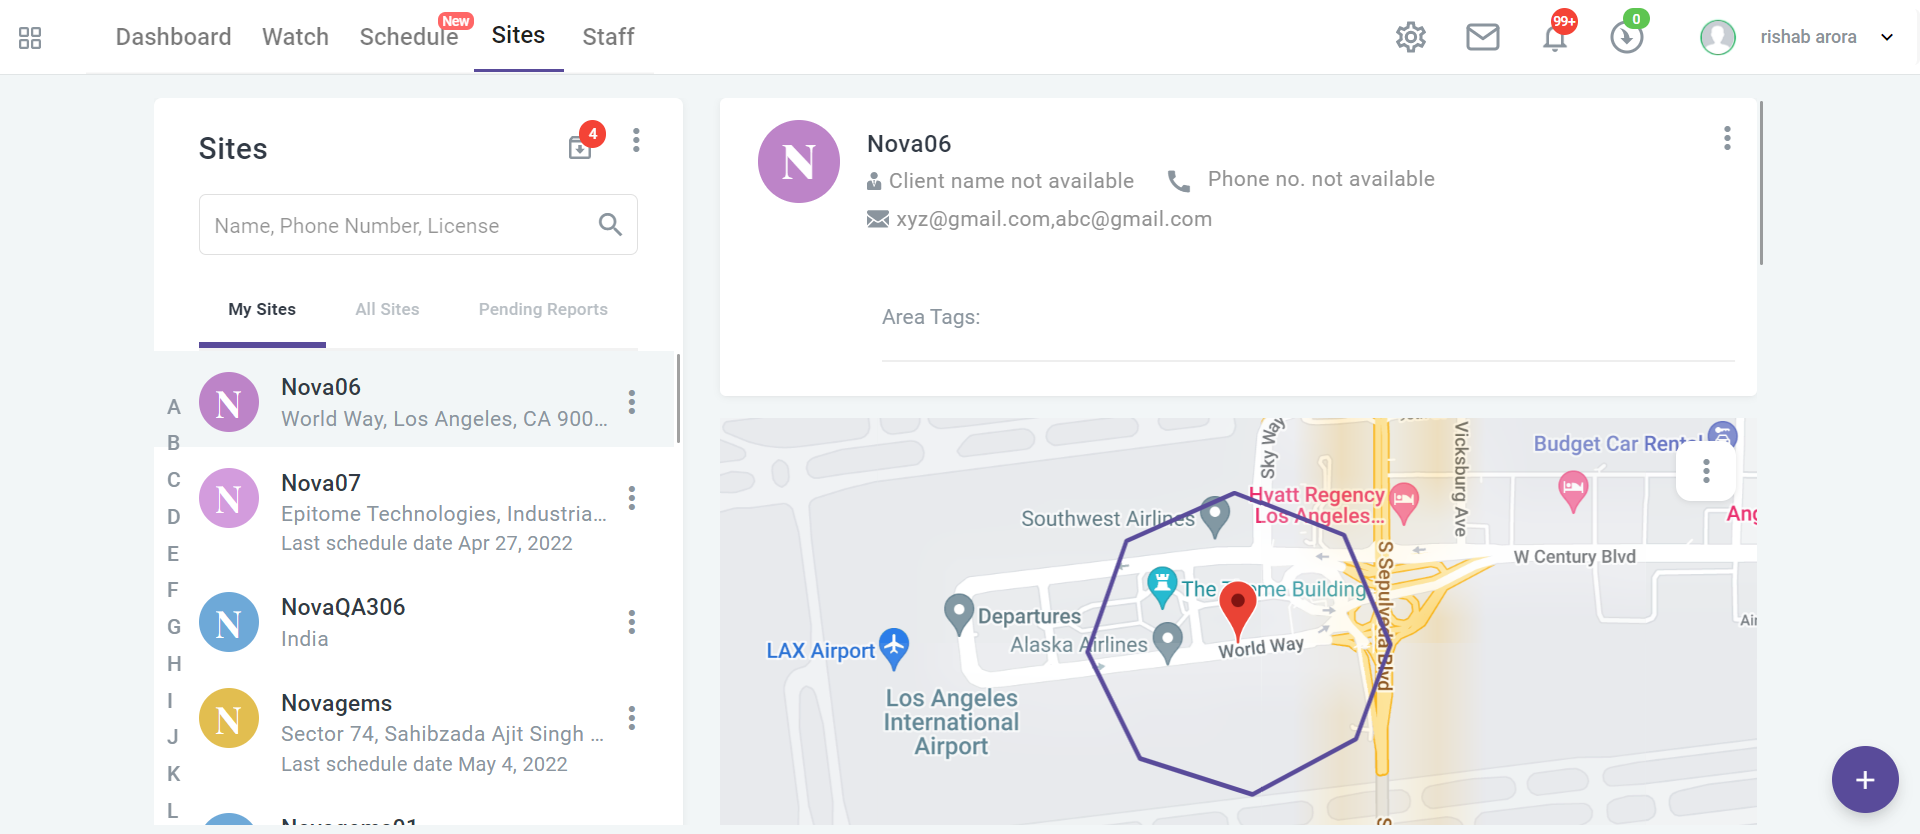 Dashboard
Watch
Schedule
New
Sites
Staff
99+
0
rishab arora
Sites
4
Name, Phone Number, License
My Sites
All Sites
Pending Reports
A
B
C
D
E
F
G
H
I
J
K
L
N
Nova06
World Way, Los Angeles, CA 900...
N
Nova07
Epitome Technologies, Industria...
Last schedule date Apr 27, 2022
N
NovaQA306
India
N
Novagems
Sector 74, Sahibzada Ajit Singh ...
Last schedule date May 4, 2022
N
Nova06
Client name not available
Phone no. not available
xyz@gmail.com,abc@gmail.com
Area Tags:
Sky Way
Vicksburg Ave
Budget Car Rental
Hyatt Regency
Los Angeles...
Southwest Airlines
W Century Blvd
S Sepulveda Blvd
The
me Building
Departures
Alaska Airlines
World Way
LAX Airport
Los Angeles
International
Airport
Ang
Air
S
+